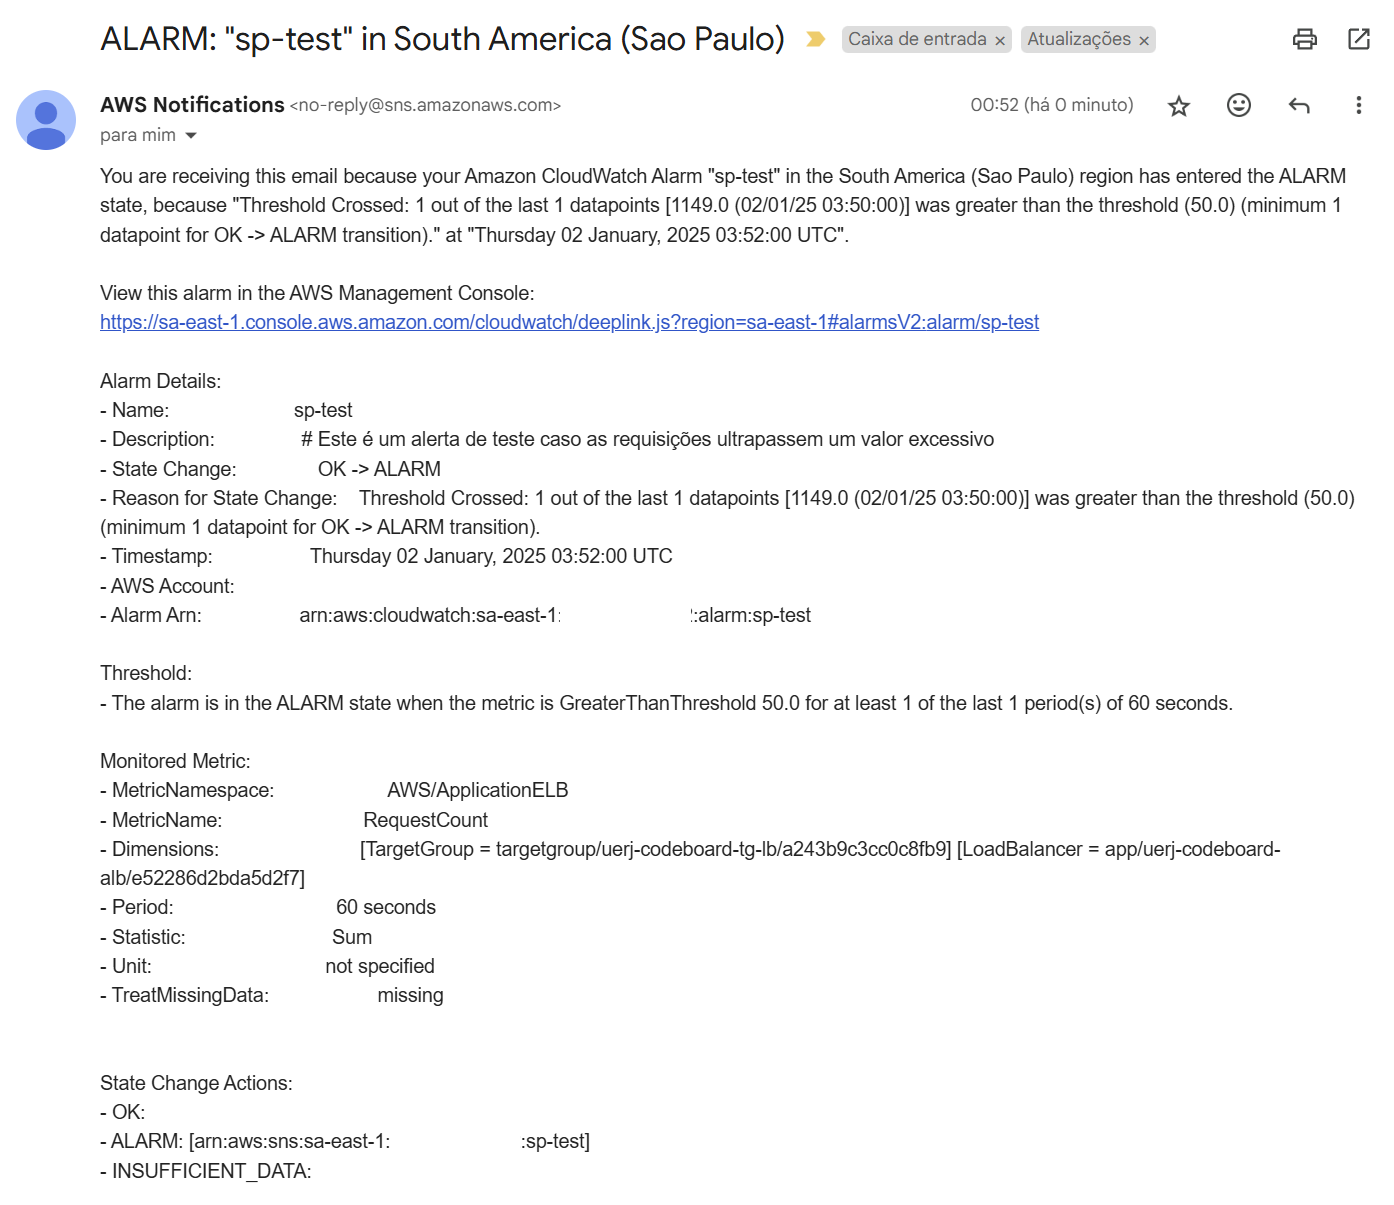 ALARM: "sp-test" in South America (Sao Paulo) Caixa de entrada × Atualizações ×
AWS Notifications <no-reply@sns.amazonaws.com> 00:52 (há 0 minuto)
para mim
You are receiving this email because your Amazon CloudWatch Alarm "sp-test" in the South America (Sao Paulo) region has entered the ALARM
state, because "Threshold Crossed: 1 out of the last 1 datapoints [1149.0 (02/01/25 03:50:00)] was greater than the threshold (50.0) (minimum 1
datapoint for OK -> ALARM transition)." at "Thursday 02 January, 2025 03:52:00 UTC".
View this alarm in the AWS Management Console:
https://sa-east-1.console.aws.amazon.com/cloudwatch/deeplink.js?region=sa-east-1#alarmsV2:alarm/sp-test
Alarm Details:
- Name: sp-test
- Description: # Este é um alerta de teste caso as requisições ultrapassem um valor excessivo
- State Change: OK -> ALARM
- Reason for State Change: Threshold Crossed: 1 out of the last 1 datapoints [1149.0 (02/01/25 03:50:00)] was greater than the threshold (50.0)
(minimum 1 datapoint for OK -> ALARM transition).
- Timestamp: Thursday 02 January, 2025 03:52:00 UTC
- AWS Account:
- Alarm Arn: arn:aws:cloudwatch:sa-east-1: :alarm:sp-test
Threshold:
- The alarm is in the ALARM state when the metric is GreaterThanThreshold 50.0 for at least 1 of the last 1 period(s) of 60 seconds.
Monitored Metric:
- MetricNamespace: AWS/ApplicationELB
- MetricName: RequestCount
- Dimensions: [TargetGroup = targetgroup/uerj-codeboard-tg-lb/a243b9c3cc0c8fb9] [LoadBalancer = app/uerj-codeboard-
alb/e52286d2bda5d2f7]
- Period: 60 seconds
- Statistic: Sum
- Unit: not specified
- TreatMissingData: missing
State Change Actions:
- OK:
- ALARM: [arn:aws:sns:sa-east-1: :sp-test]
- INSUFFICIENT_DATA: